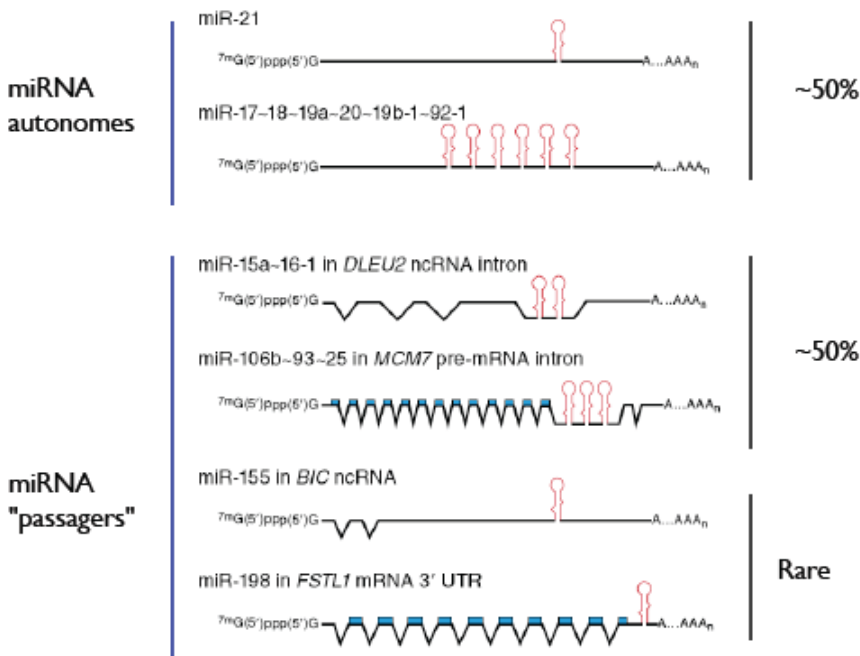 miR-21
7mG(5')ppp(5')G A...AAAn
miRNA
autonomes
~50%
miR-17~18~19a~20~19b-1~92-1
7mG(5')ppp(5')G A...AAAn
miR-15a~16-1 in DLEU2 ncRNA intron
7mG(5')ppp(5')G A...AAAn
~50%
miR-106b~93~25 in MCM7 pre-mRNA intron
7mG(5')ppp(5')G A...AAAn
miRNA
"passagers"
miR-155 in BIC ncRNA
7mG(5')ppp(5')G A...AAAn
Rare
miR-198 in FSTL1 mRNA 3' UTR
7mG(5')ppp(5')G A...AAAn